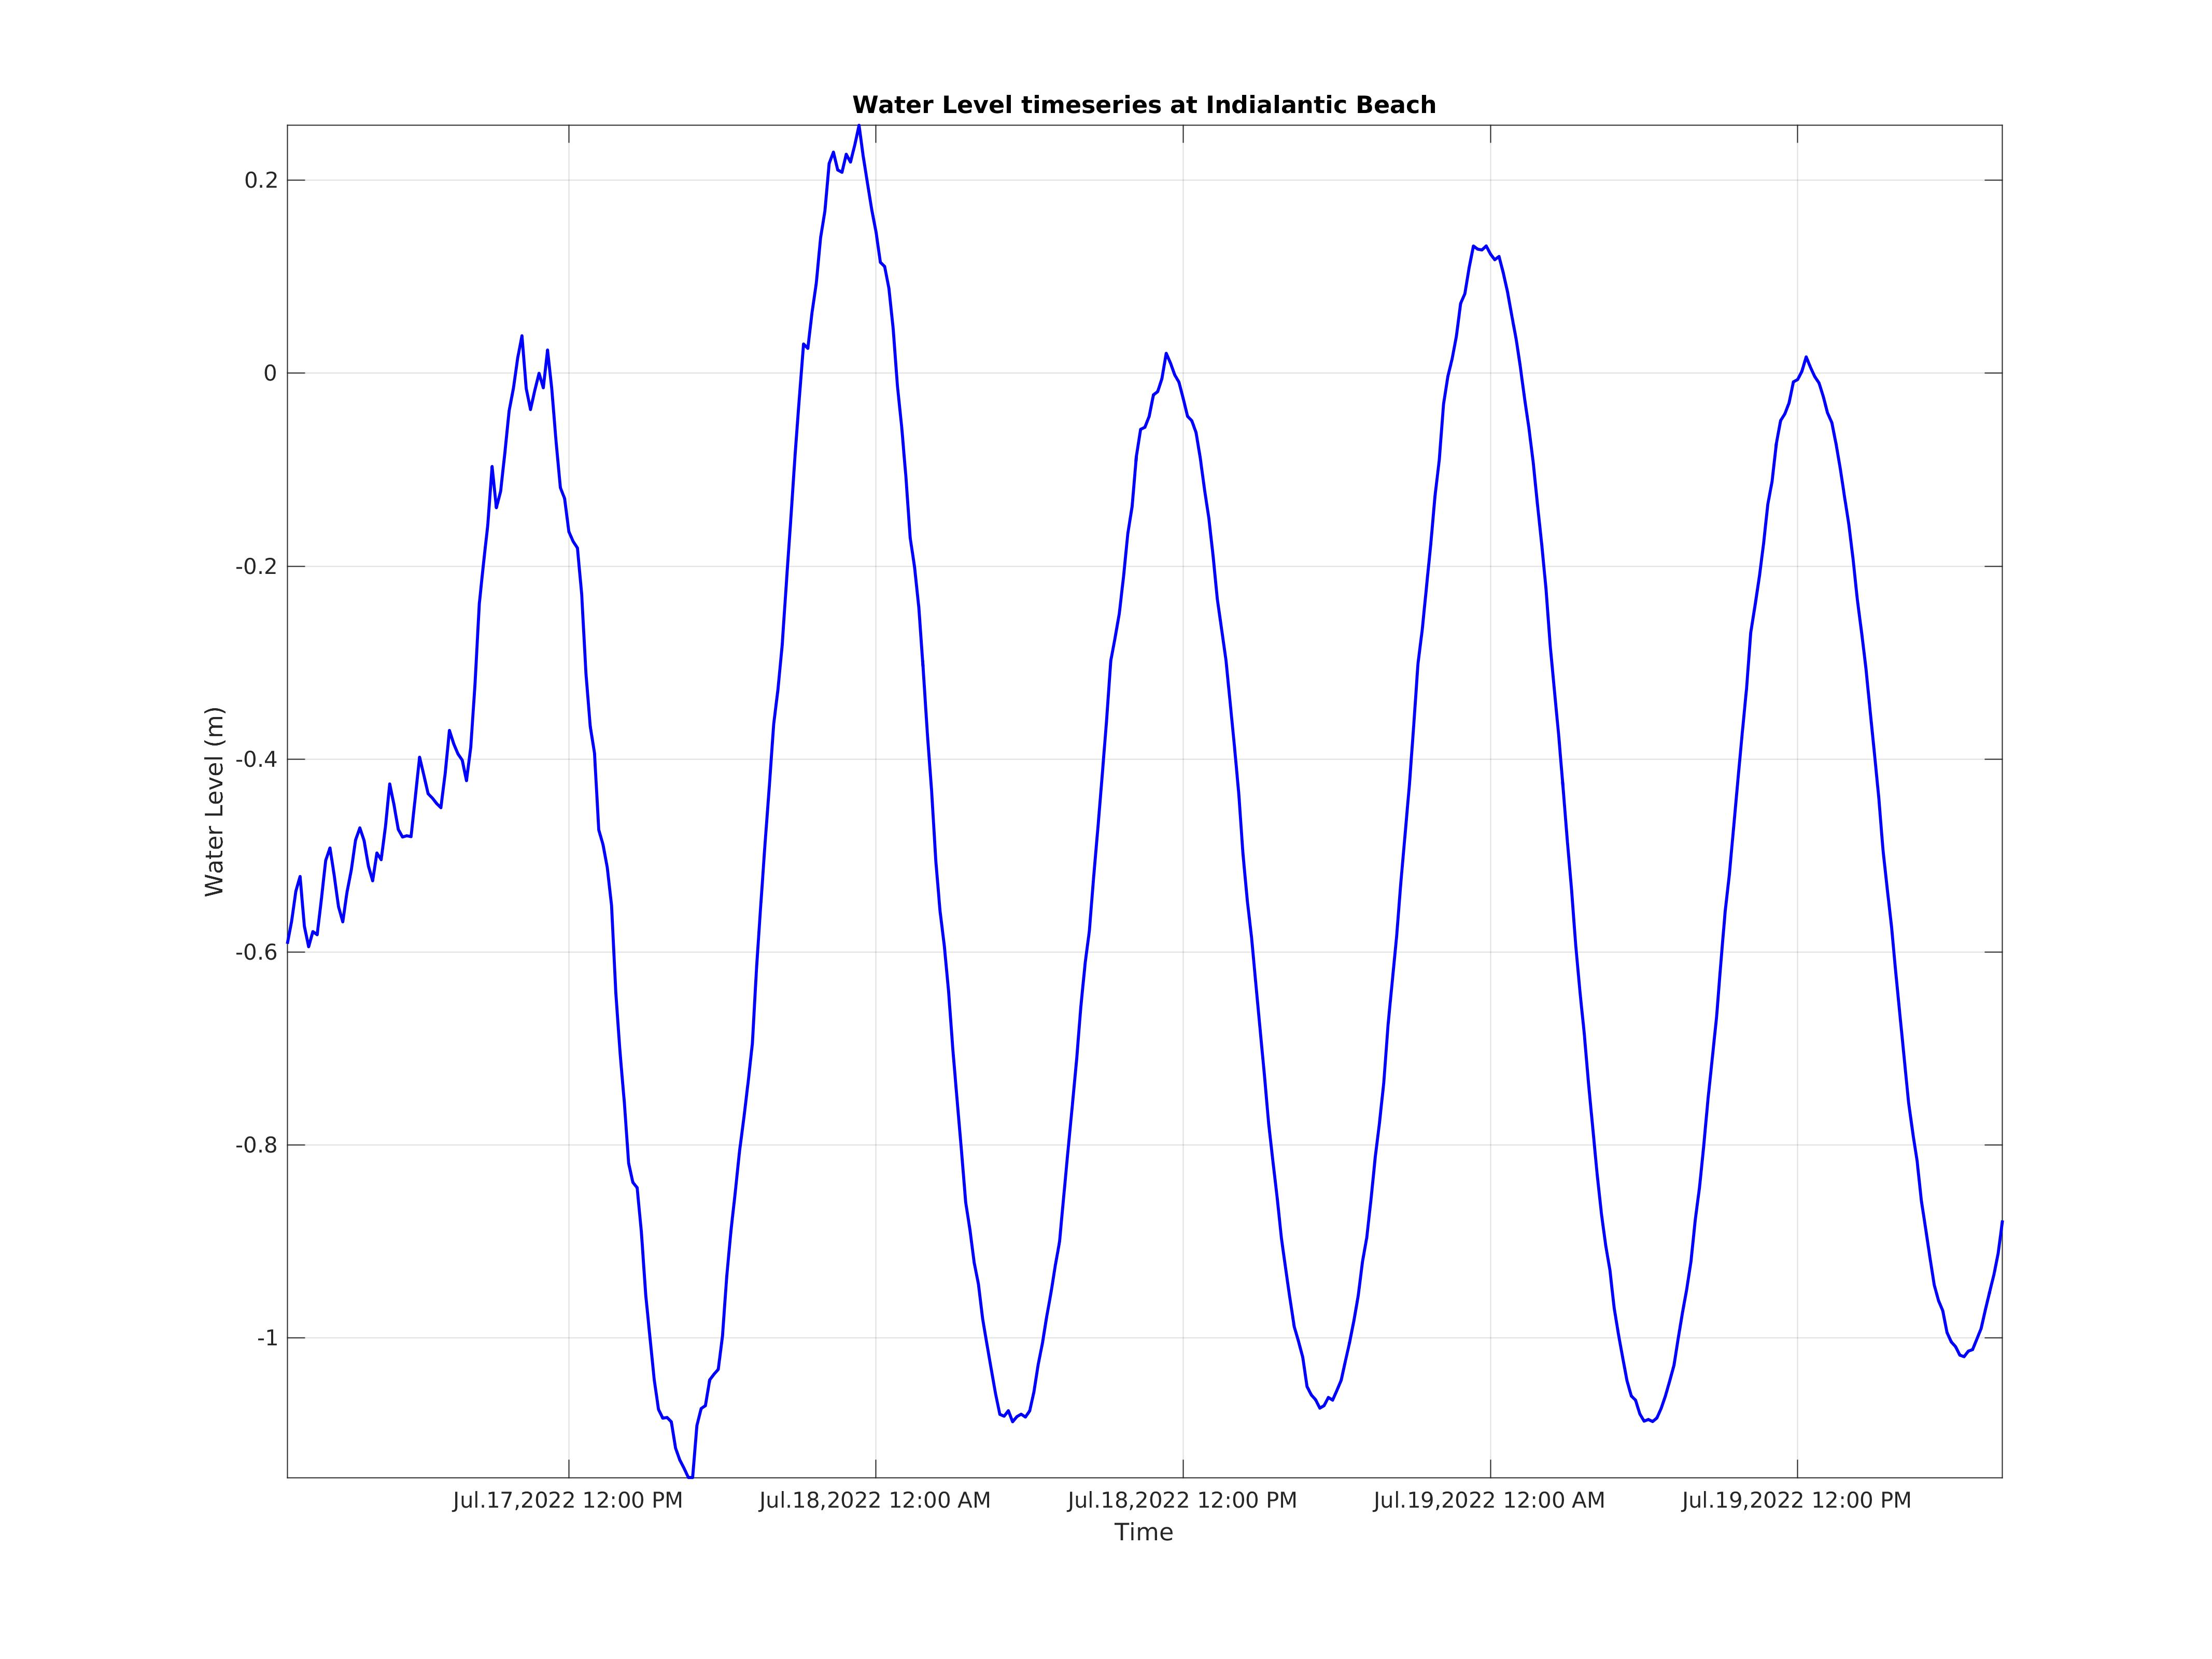 Water Level timeseries at Indialantic Beach
0.2
0
-0.2
-0.4
-0.6
-0.8
-1
Water Level (m)
Jul.17,2022 12:00 PM
Jul.18,2022 12:00 AM
Jul.18,2022 12:00 PM
Jul.19,2022 12:00 AM
Jul.19,2022 12:00 PM
Time